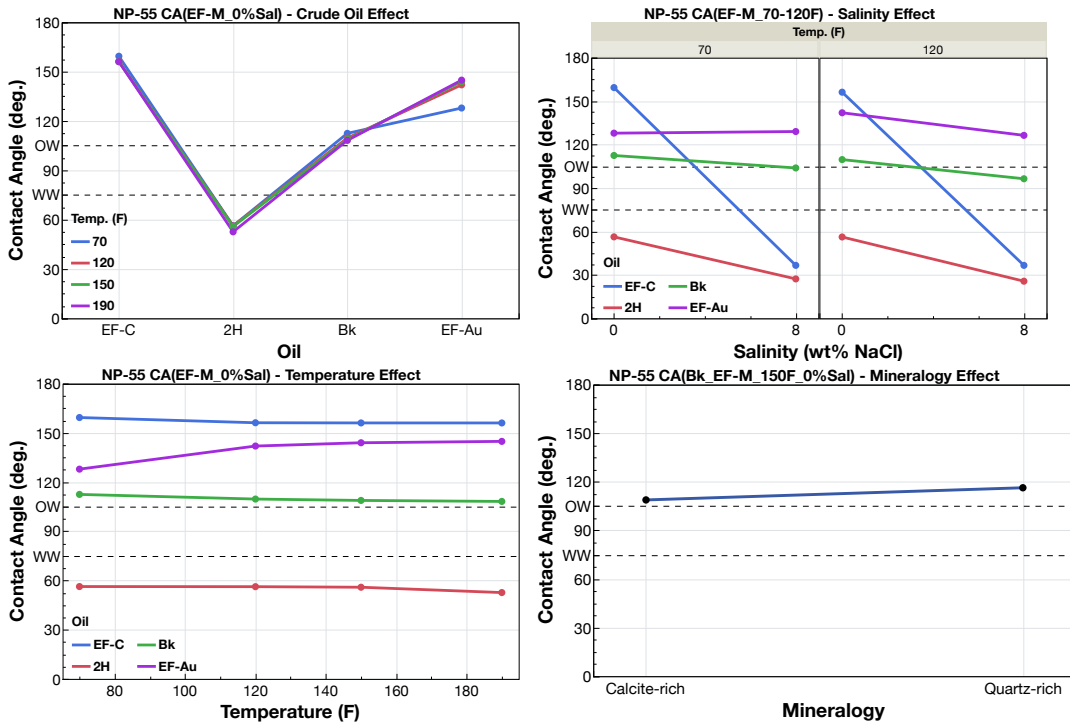 NP-55 CA(EF-M_0%Sal) - Crude Oil Effect
Contact Angle (deg.)
180
150
120
OW
90
WW
60
30
0
Temp. (F)
70
120
150
190
EF-C 2H Bk EF-Au
Oil
NP-55 CA(EF-M_70-120F) - Salinity Effect
Temp. (F)
70 120
Contact Angle (deg.)
180
150
120
OW
90
WW
60
30
0
Oil
EF-C Bk
2H EF-Au
0 8 0 8
Salinity (wt% NaCl)
NP-55 CA(EF-M_0%Sal) - Temperature Effect
Contact Angle (deg.)
180
150
120
OW
90
WW
60
30
0
Oil
EF-C Bk
2H EF-Au
80 100 120 140 160 180
Temperature (F)
NP-55 CA(Bk_EF-M_150F_0%Sal) - Mineralogy Effect
Contact Angle (deg.)
180
150
120
OW
90
WW
60
30
0
Calcite-rich Quartz-rich
Mineralogy